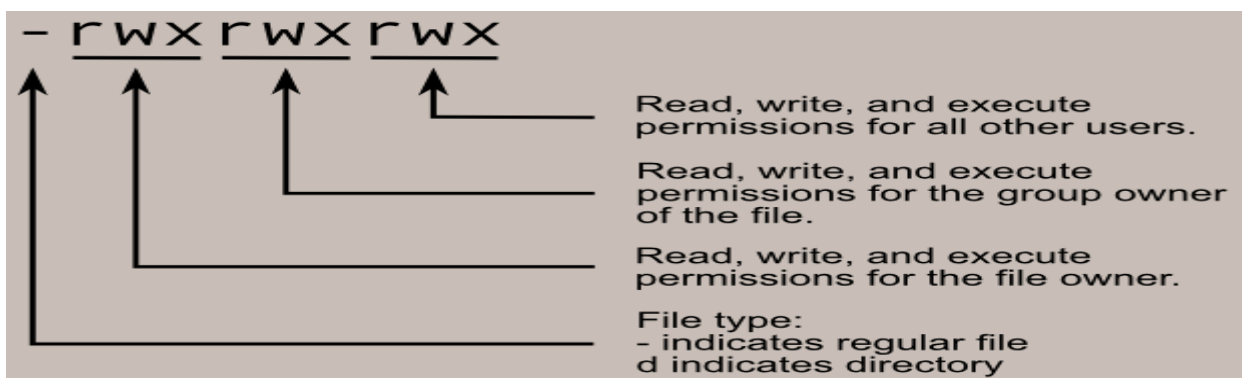 - rwx rwx rwx
Read, write, and execute
permissions for all other users.
Read, write, and execute
permissions for the group owner
of the file.
Read, write, and execute
permissions for the file owner.
File type:
- indicates regular file
d indicates directory